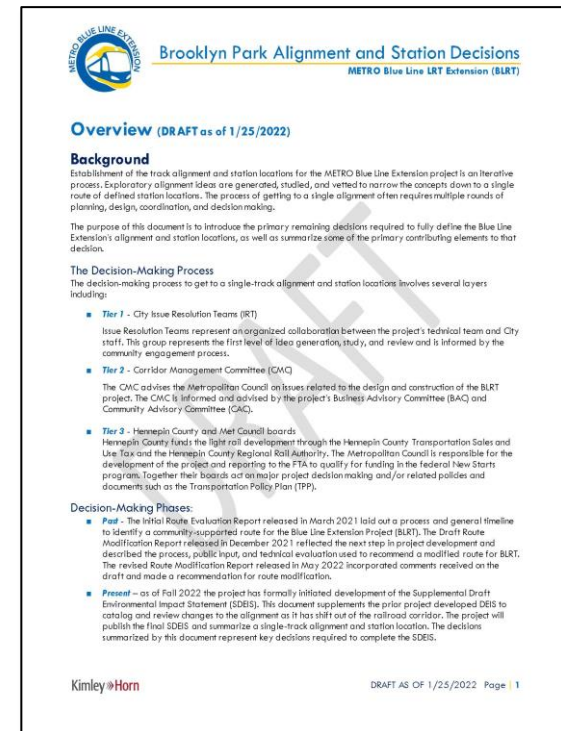 METRO BLUE LINE EXTENSION
Brooklyn Park Alignment and Station Decisions
METRO Blue Line LRT Extension (BLRT)
Overview (DRAFT as of 1/25/2022)
Background
Establishment of the track alignment and station locations for the METRO Blue Line Extension project is an iterative
process. Exploratory alignment ideas are generated, studied, and vetted to narrow the concepts down to a single
route of defined station locations. The process of getting to a single alignment often requires multiple rounds of
planning, design, coordination, and decision making.
The purpose of this document is to introduce the primary remaining decisions required to fully define the Blue Line
Extension's alignment and station locations, as well as summarize some of the primary contributing elements to that
decision.
The Decision-Making Process
The decision-making process to get to a single-track alignment and station locations involves several layers
including:
■ Tier 1 - City Issue Resolution Teams (IRT)
Issue Resolution Teams represent an organized collaboration between the project's technical team and City
staff. This group represents the first level of idea generation, study, and review and is informed by the
community engagement process.
■ Tier 2 - Corridor Management Committee (CMC)
The CMC advises the Metropolitan Council on issues related to the design and construction of the BLRT
project. The CMC is informed and advised by the project's Business Advisory Committee (BAC) and
Community Advisory Committee (CAC).
■ Tier 3 - Hennepin County and Met Council boards
Hennepin County funds the light rail development through the Hennepin County Transportation Sales and
Use Tax and the Hennepin County Regional Rail Authority. The Metropolitan Council is responsible for the
development of the project and reporting to the FTA to qualify for funding in the federal New Starts
program. Together their boards act on major project decision making and/or related policies and
documents such as the Transportation Policy Plan (TPP).
Decision-Making Phases:
■ Past - The initial Route Evaluation Report released in March 2021 laid out a process and general timeline
to identify a community-supported route for the Blue Line Extension Project (BLRT). The Draft Route
Modification Report released in December 2021 reflected the next step in project development and
described the process, public input, and technical evaluation used to recommend a modified route for BLRT.
The revised Route Modification Report released in May 2022 incorporated comments received on the
draft and made a recommendation for route modification.
■ Present – as of Fall 2022 the project has formally initiated development of the Supplemental Draft
Environmental Impact Statement (SDEIS). This document supplements the prior project developed DEIS to
catalog and review changes to the alignment as it has shift out of the railroad corridor. The project will
publish the final SDEIS and summarize a single-track alignment and station location. The decisions
summarized by this document represent key decisions required to complete the SDEIS.
DRAFT
Kimley»Horn
DRAFT AS OF 1/25/2022 Page | 1